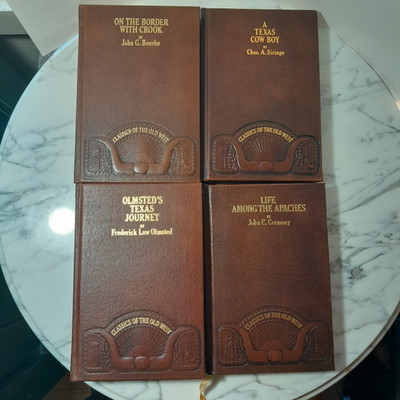 ON THE BORDER
WITH CROOK
BY
John G. Bourke
CLASSICS OF THE OLD WEST
A
TEXAS
COW BOY
BY
Chas. A. Siringo
CLASSICS OF THE OLD WEST
OLMSTED'S
TEXAS
JOURNEY
BY
Frederick Law Olmsted
CLASSICS OF THE OLD WEST
LIFE
AMONG THE APACHES
BY
John C. Cremony
CLASSICS OF THE OLD WEST